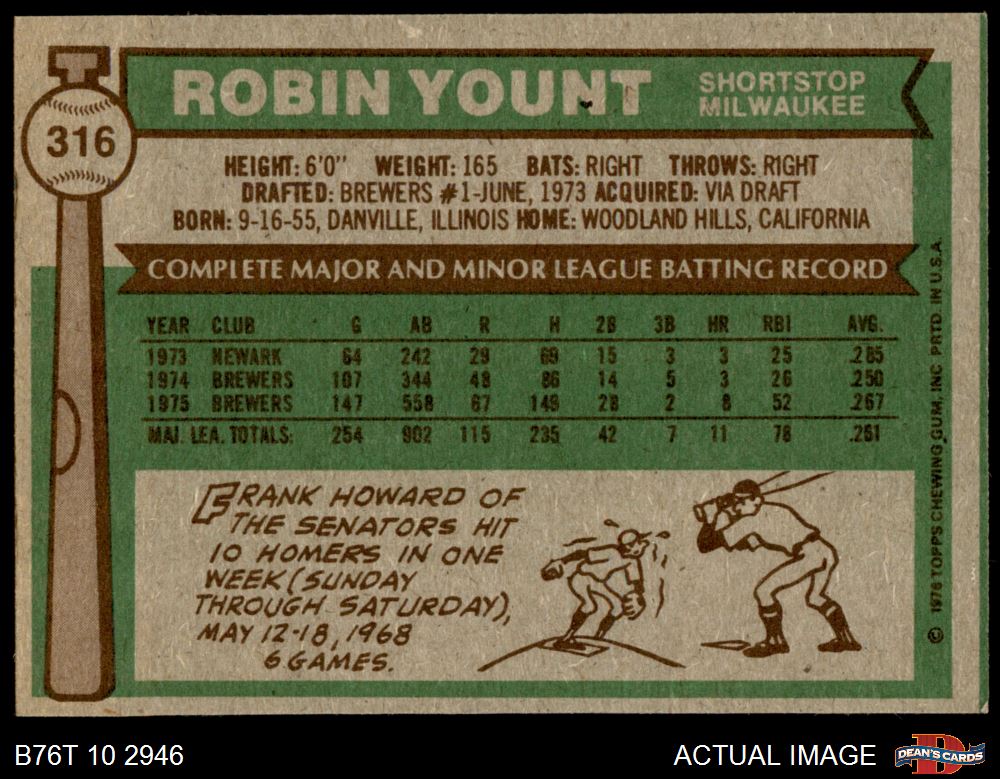 316
ROBIN YOUNT
SHORTSTOP
MILWAUKEE
HEIGHT: 6'0" WEIGHT: 165 BATS: RIGHT THROWS: RIGHT
DRAFTED: BREWERS #1-JUNE, 1973 ACQUIRED: VIA DRAFT
BORN: 9-16-55, DANVILLE, ILLINOIS HOME: WOODLAND HILLS, CALIFORNIA
COMPLETE MAJOR AND MINOR LEAGUE BATTING RECORD
YEAR CLUB G AB R H 2B 3B HR RBI AVG.
1973 NEWARK 64 242 29 69 15 3 3 25 .285
1974 BREWERS 107 344 48 86 14 5 3 26 .250
1975 BREWERS 147 558 67 149 28 2 8 52 .267
MAJ. LEA. TOTALS: 254 902 115 235 42 7 11 78 .261
FRANK HOWARD OF
THE SENATORS HIT
10 HOMERS IN ONE
WEEK (SUNDAY
THROUGH SATURDAY),
MAY 12-18, 1968
6 GAMES.
© 1976 TOPPS CHEWING GUM, INC PRTD IN U.S.A.
B76T 10 2946
ACTUAL IMAGE
DEAN'S CARDS